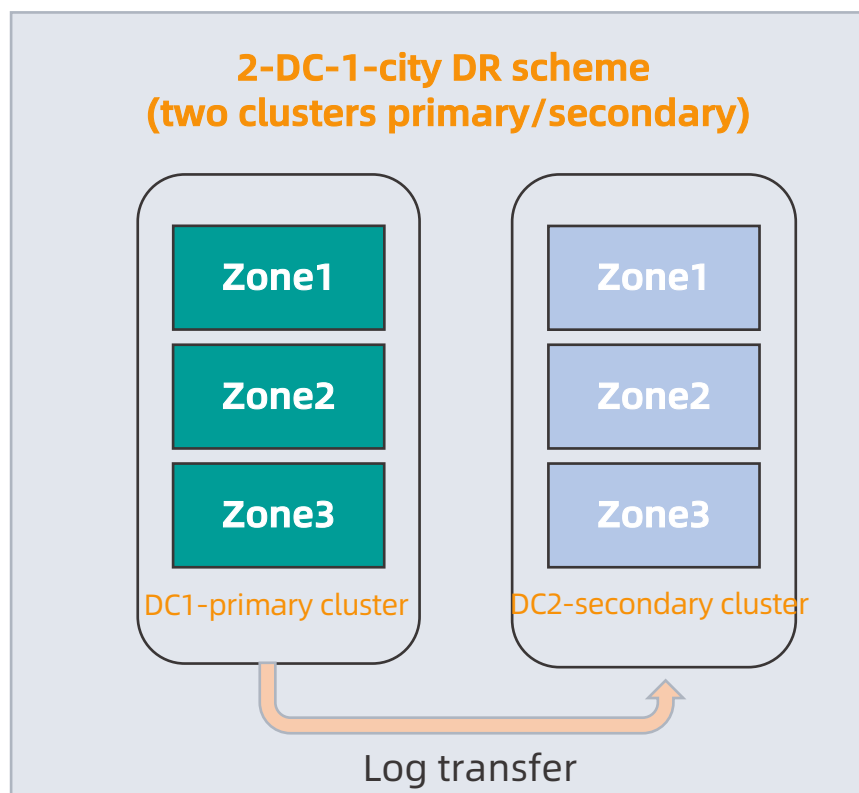 2-DC-1-city DR scheme
(two clusters primary/secondary)
Zone1
Zone2
Zone3
DC1-primary cluster
Zone1
Zone2
Zone3
DC2-secondary cluster
Log transfer